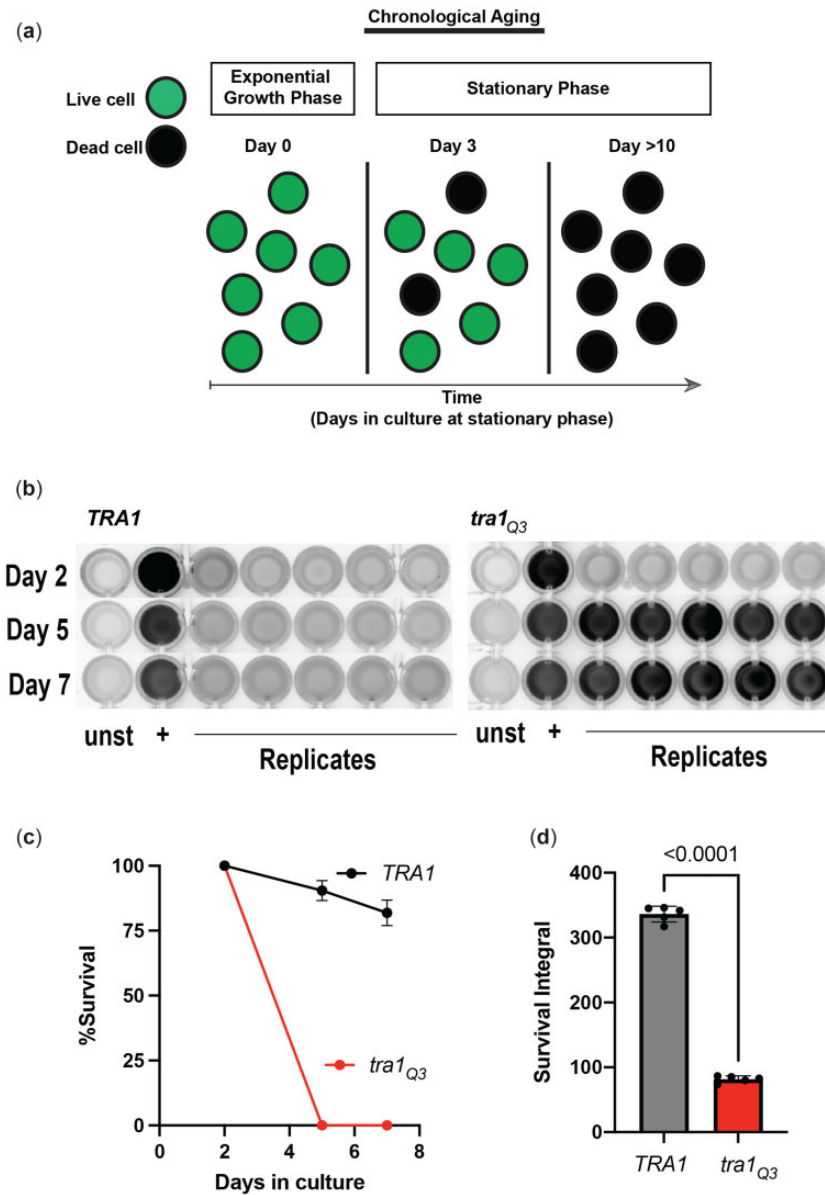 (a)
Chronological Aging
Exponential
Growth Phase
Stationary Phase
Live cell
Dead cell
Day 0
Day 3
Day >10
Time
(Days in culture at stationary phase)
(b)
TRA1
tra1Q3
Day 2
Day 5
Day 7
unst
+
Replicates
unst
+
Replicates
(c)
100
75
50
25
0
%Survival
TRA1
tra1Q3
0
2
4
6
8
Days in culture
(d)
<0.0001
400
300
200
100
0
Survival Integral
TRA1
tra1Q3